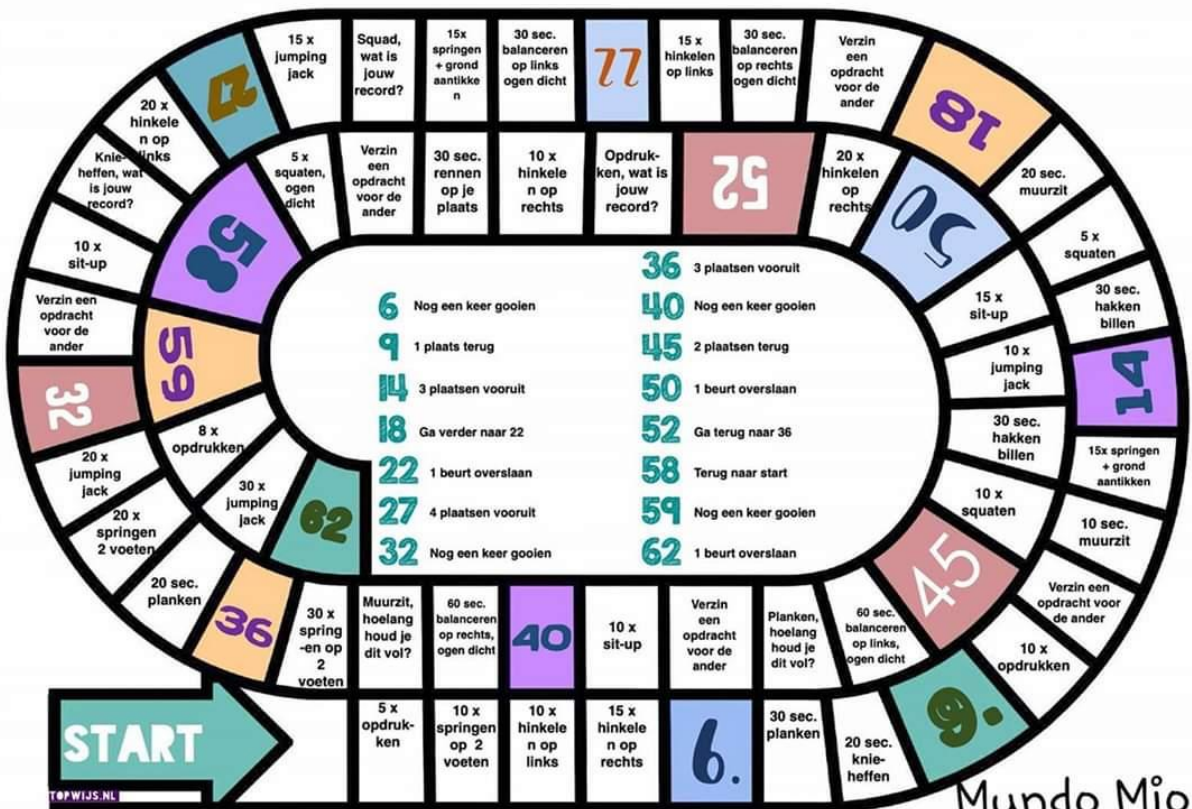 START
TOPWIJS.NL
5 x
opdruk-
ken
10 x
springen
op 2
voeten
10 x
hinkele
n op
links
15 x
hinkele
n op
rechts
6.
30 sec.
planken
20 sec.
knie-
heffen
9.
10 x
opdrukken
Verzin een
opdracht voor
de ander
10 sec.
muurzit
15x springen
+ grond
aantikken
14
30 sec.
hakken
billen
5 x
squaten
20 sec.
muurzit
18
Verzin
een
opdracht
voor de
ander
30 sec.
balanceren
op rechts
ogen dicht
15 x
hinkelen
op links
22
30 sec.
balanceren
op links
ogen dicht
15x
springen
+ grond
aantikke
n
Squad,
wat is
jouw
record?
15 x
jumping
jack
27
20 x
hinkele
n op
links
Knie-
heffen, wat
is jouw
record?
10 x
sit-up
Verzin een
opdracht
voor de
ander
32
20 x
jumping
jack
20 x
springen
2 voeten
20 sec.
planken
36
30 x
spring
-en op
2
voeten
Muurzit,
hoelang
houd je
dit vol?
60 sec.
balanceren
op rechts,
ogen dicht
40
10 x
sit-up
Verzin
een
opdracht
voor de
ander
Planken,
hoelang
houd je
dit vol?
60 sec.
balanceren
op links,
ogen dicht
45
10 x
squaten
30 sec.
hakken
billen
10 x
jumping
jack
15 x
sit-up
50
20 x
hinkelen
op
rechts
52
Opdruk-
ken, wat is
jouw
record?
10 x
hinkele
n op
rechts
30 sec.
rennen
op je
plaats
Verzin
een
opdracht
voor de
ander
5 x
squaten,
ogen
dicht
58
59
8 x
opdrukken
30 x
jumping
jack
62
6 Nog een keer gooien
9 1 plaats terug
14 3 plaatsen vooruit
18 Ga verder naar 22
22 1 beurt overslaan
27 4 plaatsen vooruit
32 Nog een keer gooien
36 3 plaatsen vooruit
40 Nog een keer gooien
45 2 plaatsen terug
50 1 beurt overslaan
52 Ga terug naar 36
58 Terug naar start
59 Nog een keer gooien
62 1 beurt overslaan
Mundo Mio